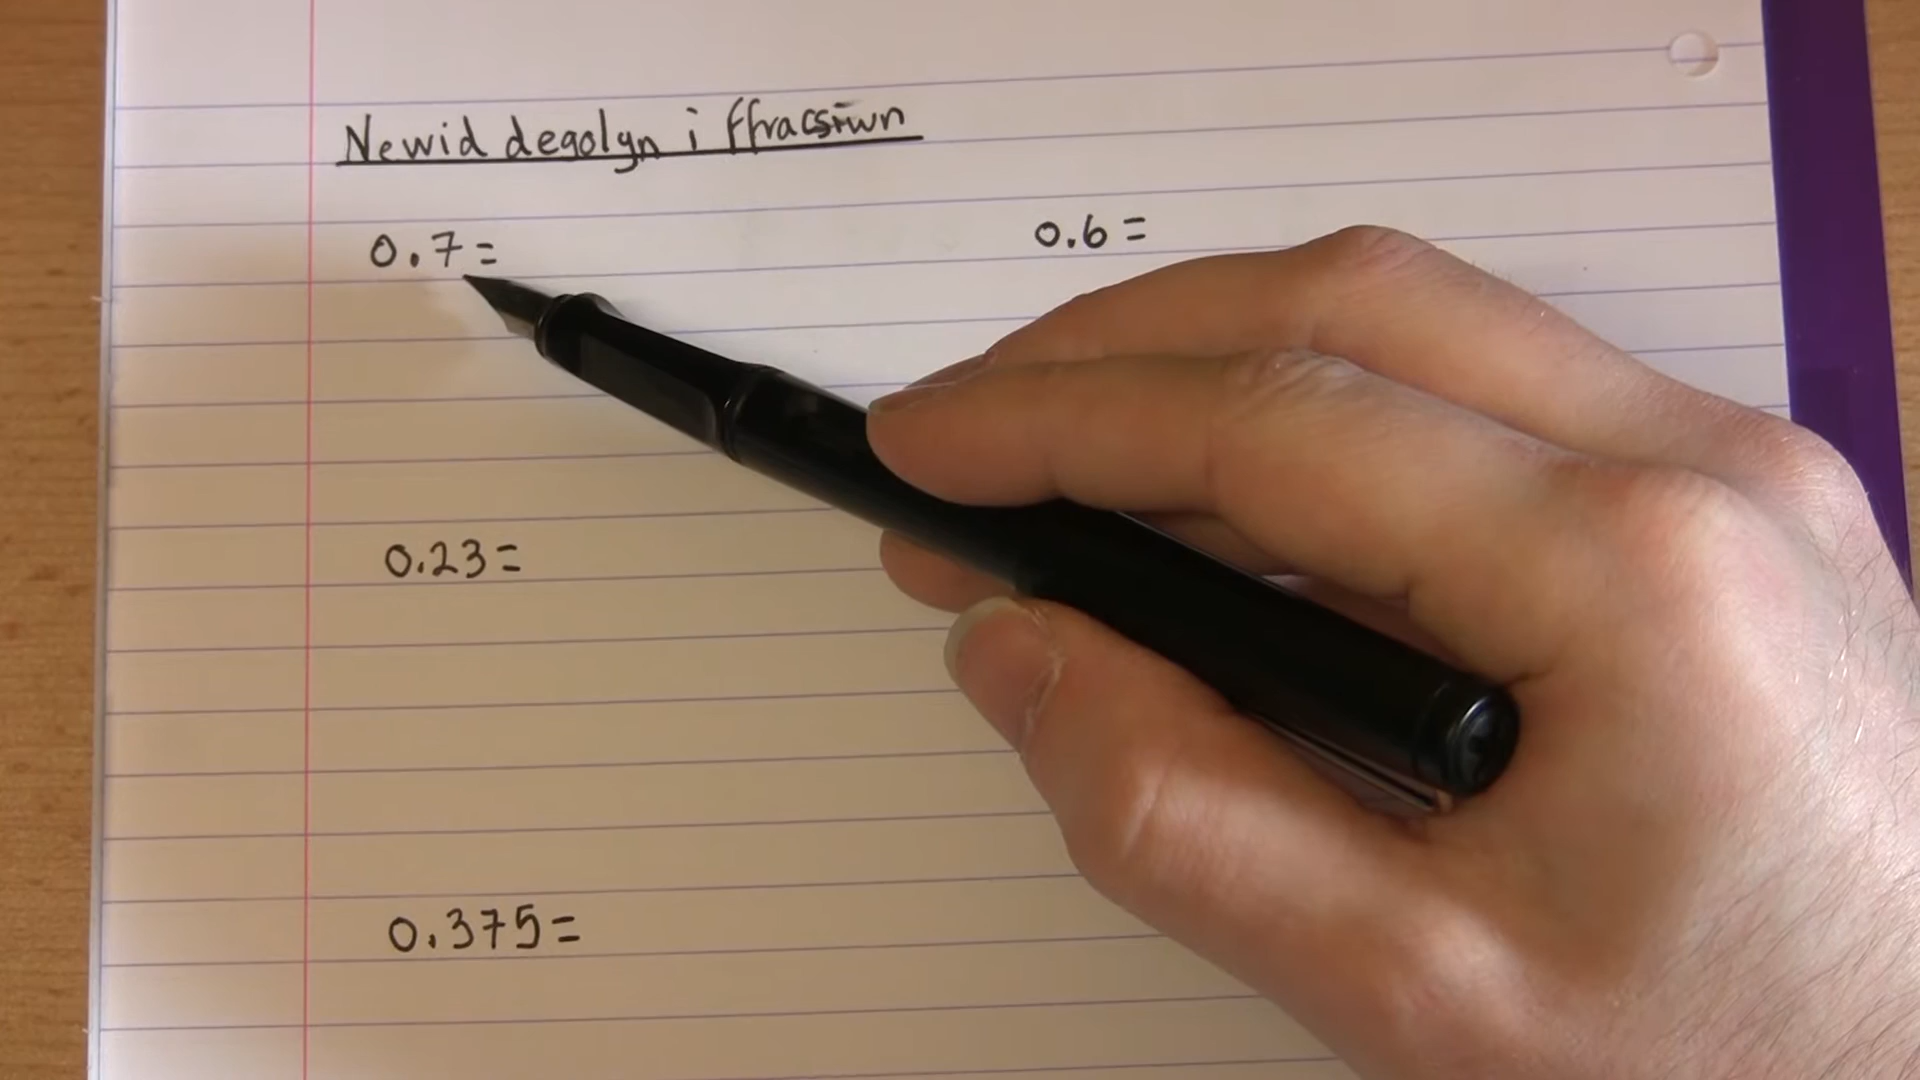 Newid degolyn i ffracsiwn
0.7= 0.6=
0.23=
0.375=